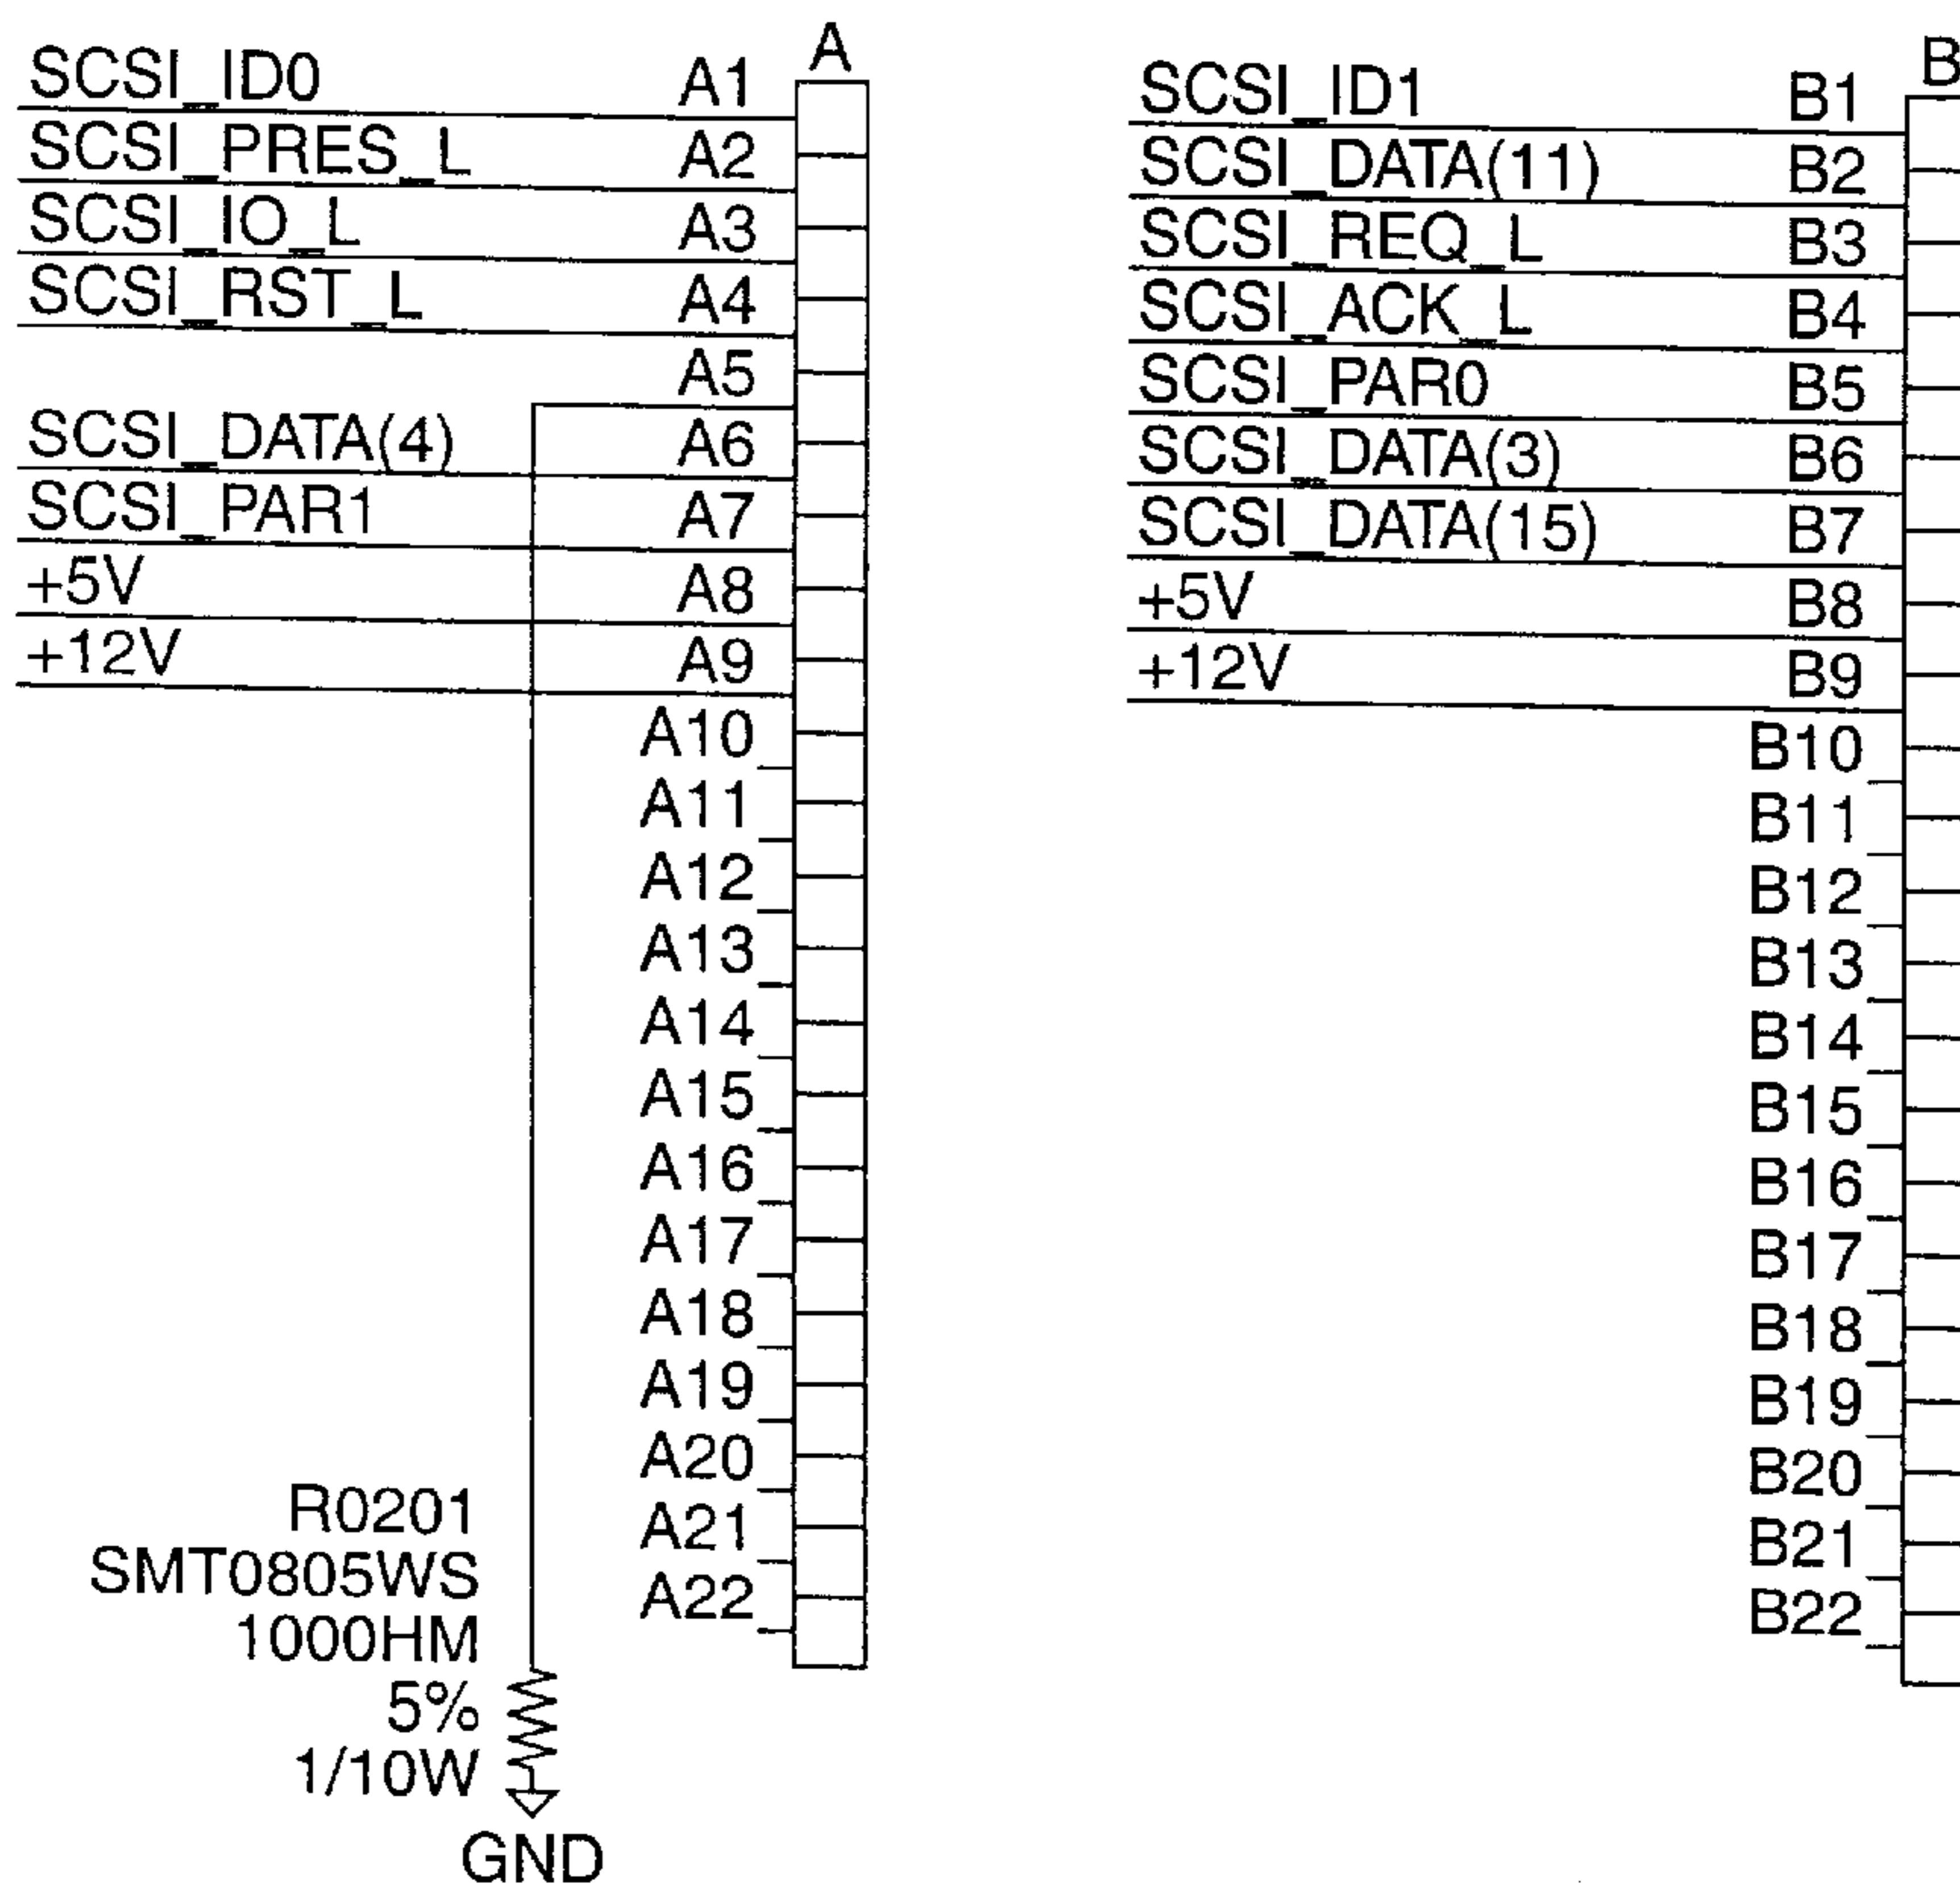 A
SCSI_ID0 A1
SCSI_PRES_L A2
SCSI_IO_L A3
SCSI_RST_L A4
A5
SCSI_DATA(4) A6
SCSI_PAR1 A7
+5V A8
+12V A9
A10
A11
A12
A13
A14
A15
A16
A17
A18
A19
A20
A21
A22
R0201
SMT0805WS
1000HM
5%
1/10W
GND
B
SCSI_ID1 B1
SCSI_DATA(11) B2
SCSI_REQ_L B3
SCSI_ACK_L B4
SCSI_PAR0 B5
SCSI_DATA(3) B6
SCSI_DATA(15) B7
+5V B8
+12V B9
B10
B11
B12
B13
B14
B15
B16
B17
B18
B19
B20
B21
B22